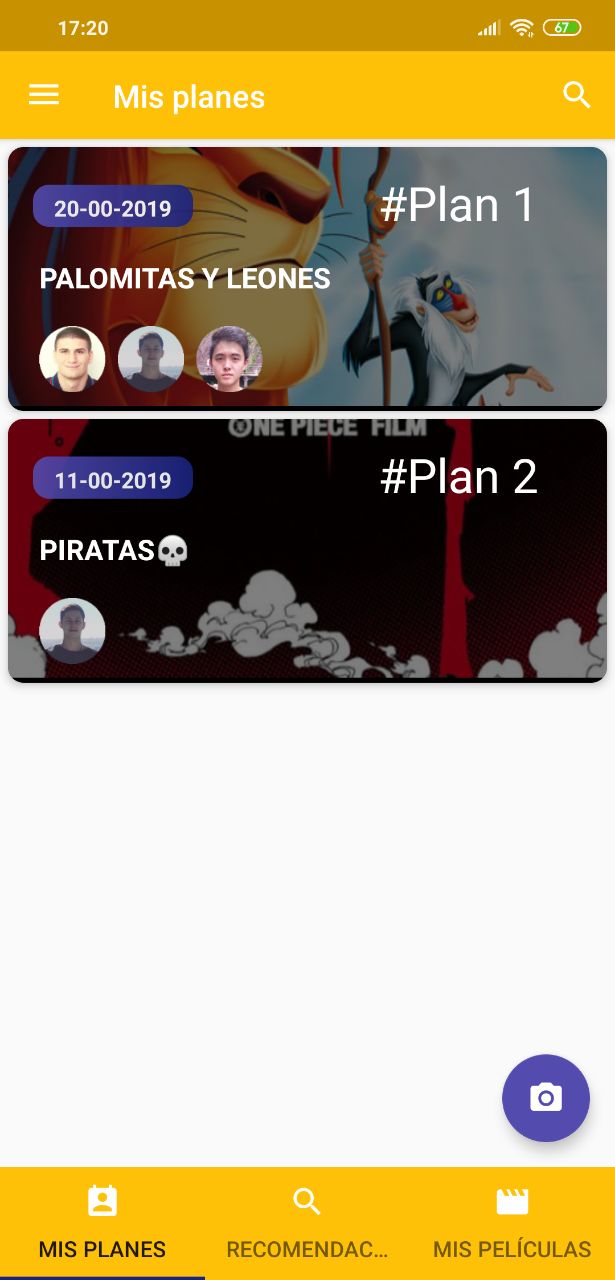 17:20
67
Mis planes
20-00-2019
#Plan 1
PALOMITAS Y LEONES
ONE PIECE FILM
11-00-2019
#Plan 2
PIRATAS💀
MIS PLANES
RECOMENDAC...
MIS PELÍCULAS